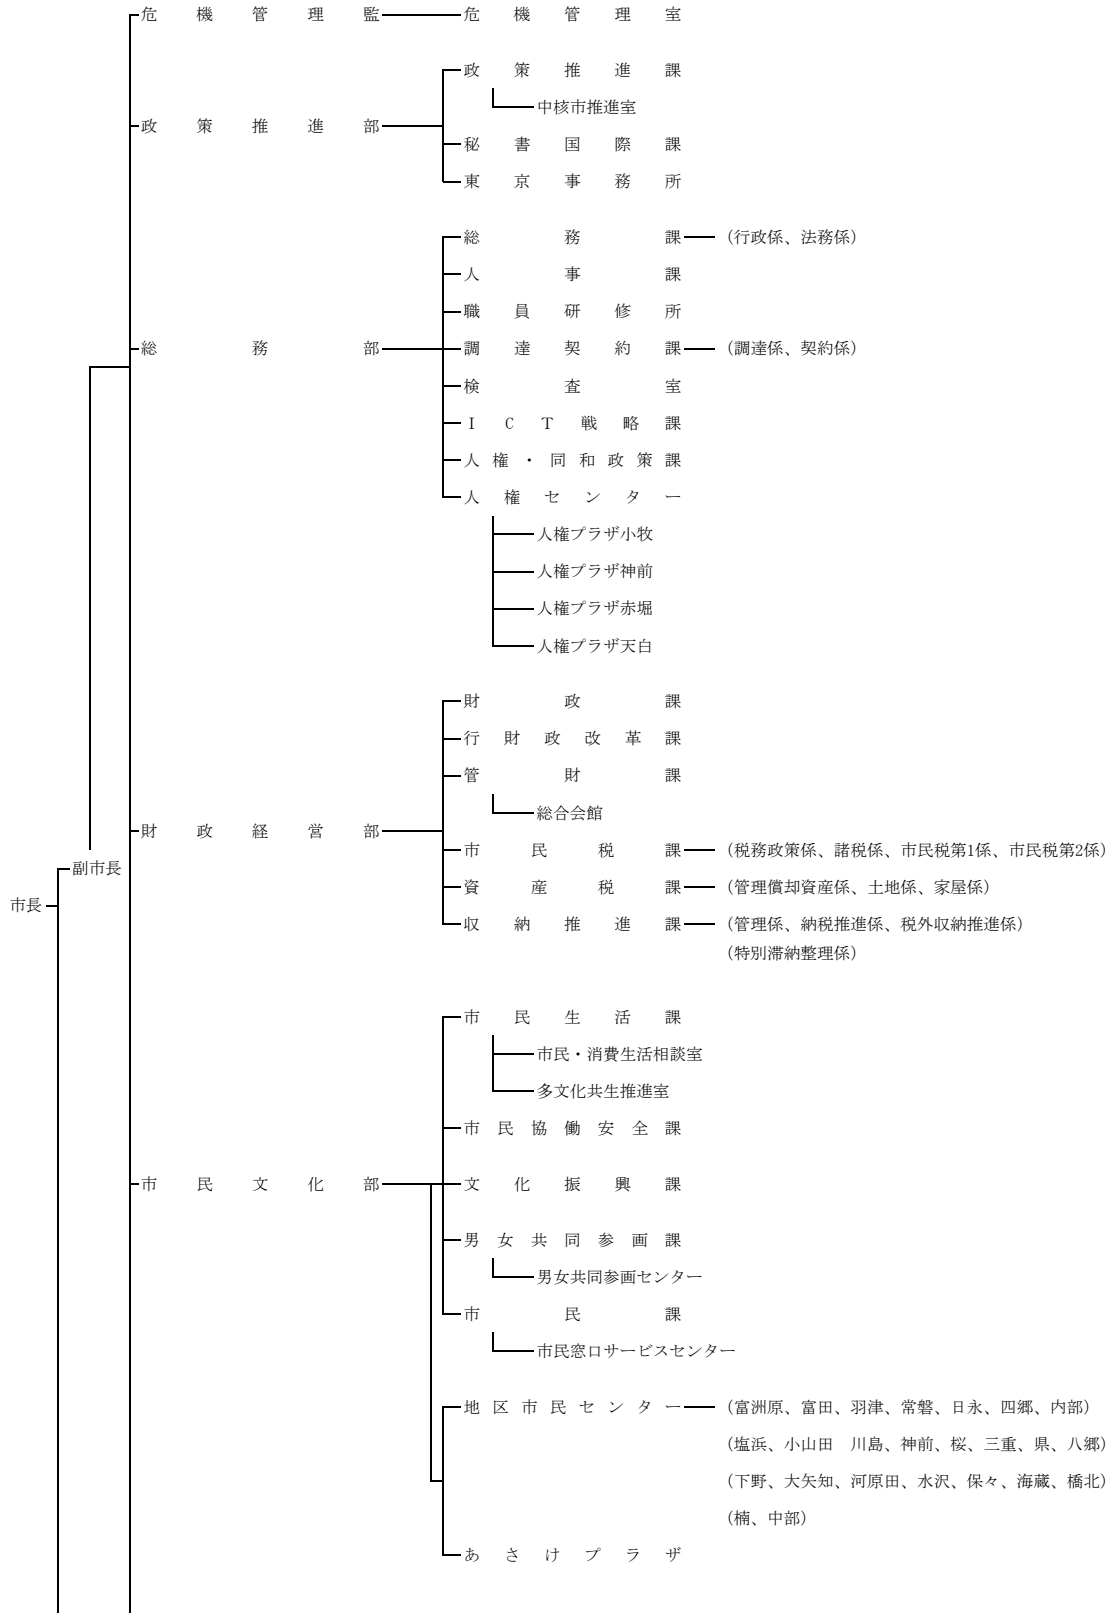 危機管理監 危機管理室
政策推進課
中核市推進室
政策推進部
秘書国際課
東京事務所
総務課 (行政係、法務係)
人事課
職員研修所
総務部 調達契約課 (調達係、契約係)
検査室
ICT戦略課
人権・同和政策課
人権センター
人権プラザ小牧
人権プラザ神前
人権プラザ赤堀
人権プラザ天白
財政課
行財政改革課
管財課
総合会館
財政経営部
市民税課 (税務政策係、諸税係、市民税第1係、市民税第2係)
副市長
資産税課 (管理償却資産係、土地係、家屋係)
市長
収納推進課 (管理係、納税推進係、税外収納推進係)
(特別滞納整理係)
市民生活課
市民・消費生活相談室
多文化共生推進室
市民協働安全課
市民文化部 文化振興課
男女共同参画課
男女共同参画センター
市民課
市民窓口サービスセンター
地区市民センター (富洲原、富田、羽津、常磐、日永、四郷、内部)
(塩浜、小山田 川島、神前、桜、三重、県、八郷)
(下野、大矢知、河原田、水沢、保々、海蔵、橋北)
(楠、中部)
あさけプラザ